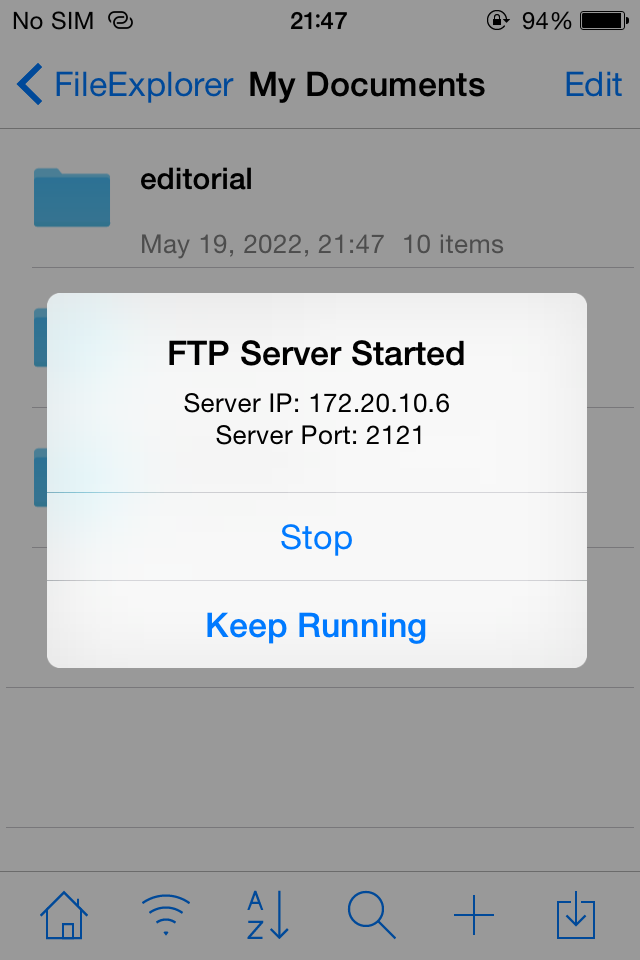 No SIM 21:47 94%
FileExplorer My Documents Edit
editorial
May 19, 2022, 21:47 10 items
FTP Server Started
Server IP: 172.20.10.6
Server Port: 2121
Stop
Keep Running
A
Z